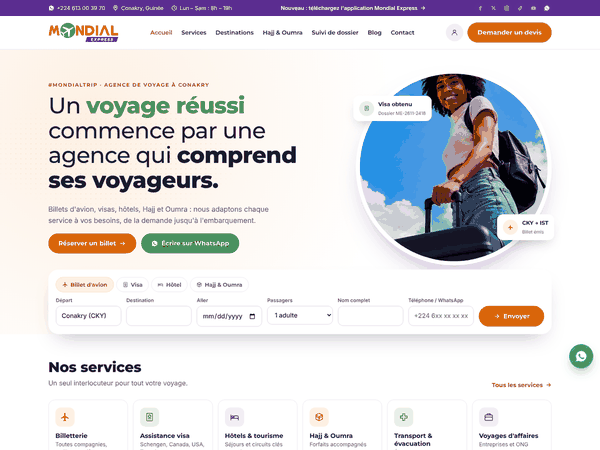 +224 613 00 39 70
Conakry, Guinée
Lun – Sam : 8h – 19h
Nouveau : téléchargez l'application Mondial Express →
MONDIAL
EXPRESS
Accueil
Services
Destinations
Hajj & Oumra
Suivi de dossier
Blog
Contact
Demander un devis
#MONDIALTRIP · AGENCE DE VOYAGE À CONAKRY
Un voyage réussi
commence par une
agence qui comprend
ses voyageurs.
Billets d'avion, visas, hôtels, Hajj et Oumra : nous adaptons chaque
service à vos besoins, de la demande jusqu'à l'embarquement.
Réserver un billet →
Écrire sur WhatsApp
Visa obtenu
Dossier ME-2611-2418
CKY → IST
Billet émis
Billet d'avion
Visa
Hôtel
Hajj & Oumra
Départ
Destination
Aller
Passagers
Nom complet
Téléphone / WhatsApp
Conakry (CKY)
mm/dd/yyyy
1 adulte
+224 6xx xx xx xx
→ Envoyer
Nos services
Un seul interlocuteur pour tout votre voyage.
Tous les services →
Billetterie
Toutes compagnies,
Assistance visa
Schengen, Canada, USA,
Hôtels & tourisme
Séjours et circuits clés
Hajj & Oumra
Forfaits accompagnés
Transport &
évacuation
Voyages d'affaires
Entreprises et ONG